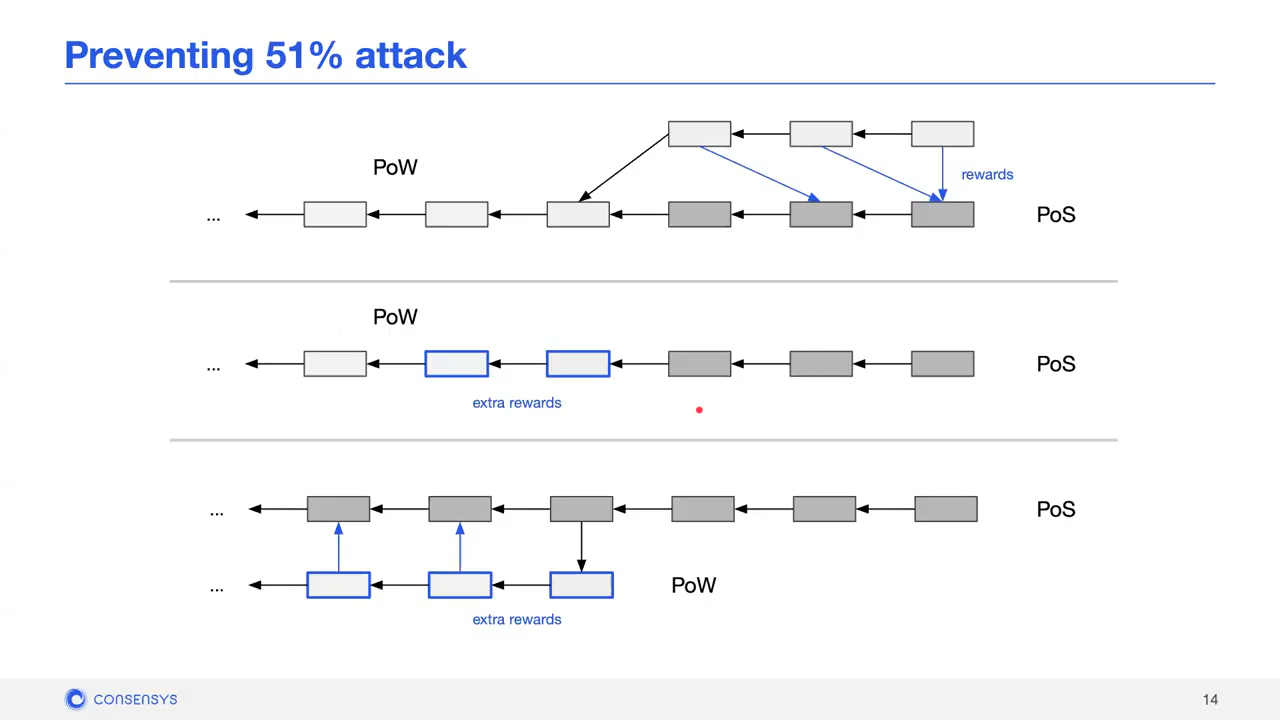 Preventing 51% attack
PoW
rewards
...
PoS
PoW
...
PoS
extra rewards
...
PoS
...
PoW
extra rewards
CONSENSYS
14